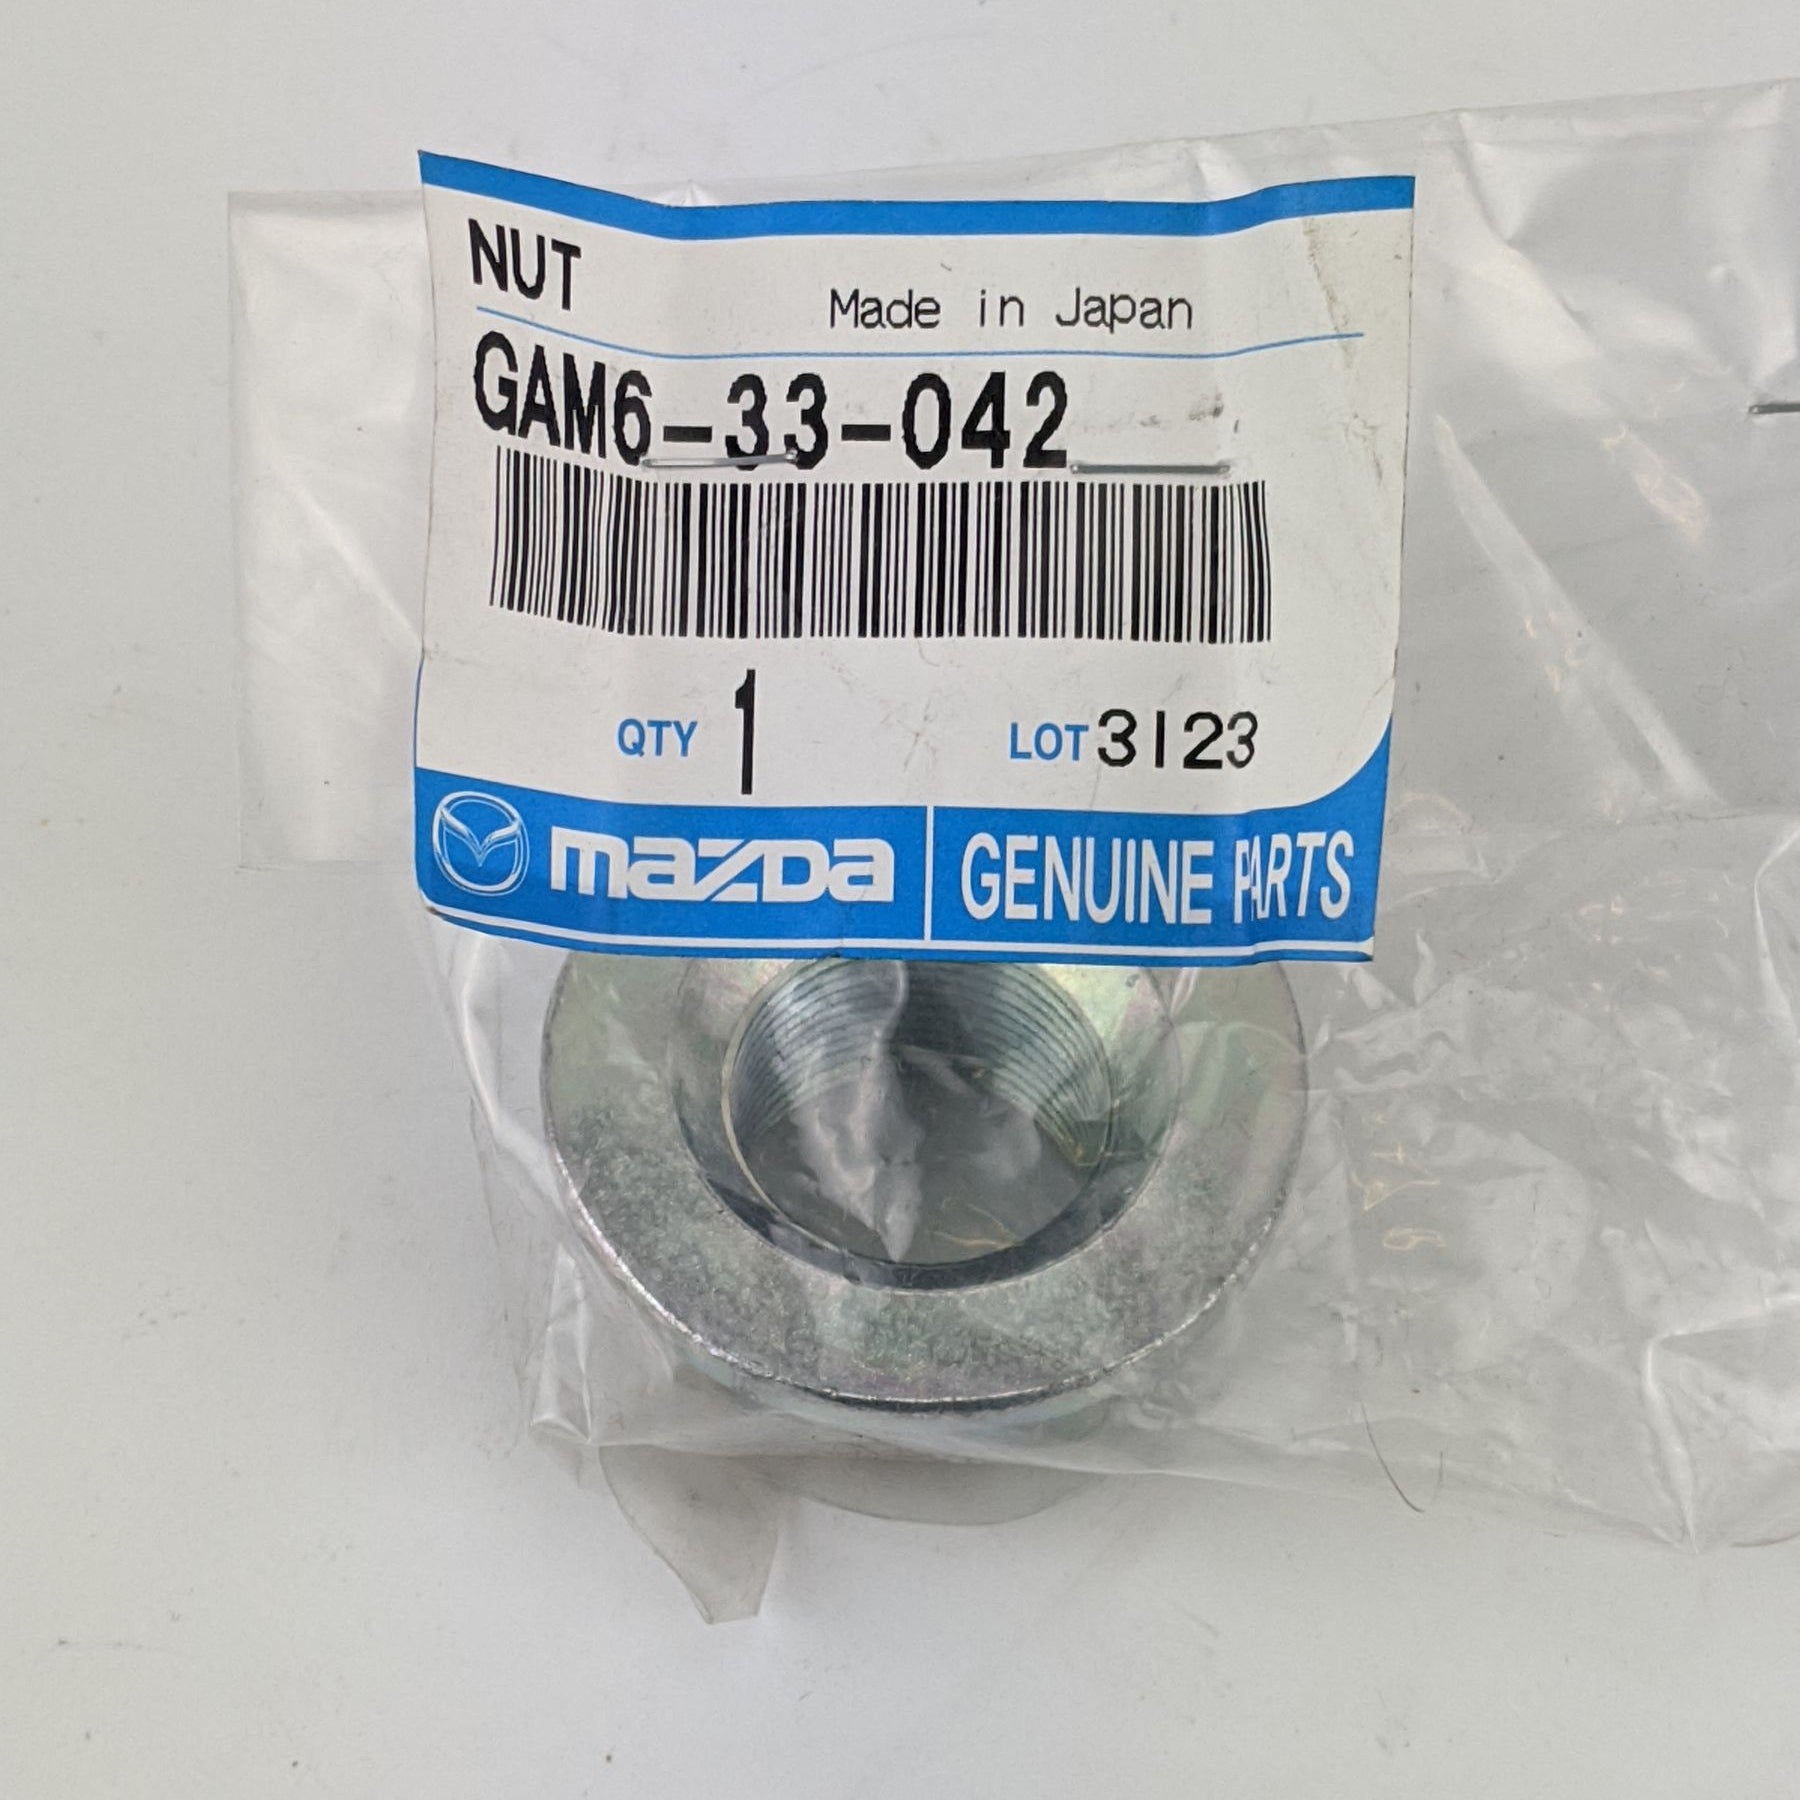 NUT
Made in Japan
GAM6-33-042
QTY 1 LOT 3123
mazda GENUINE PARTS